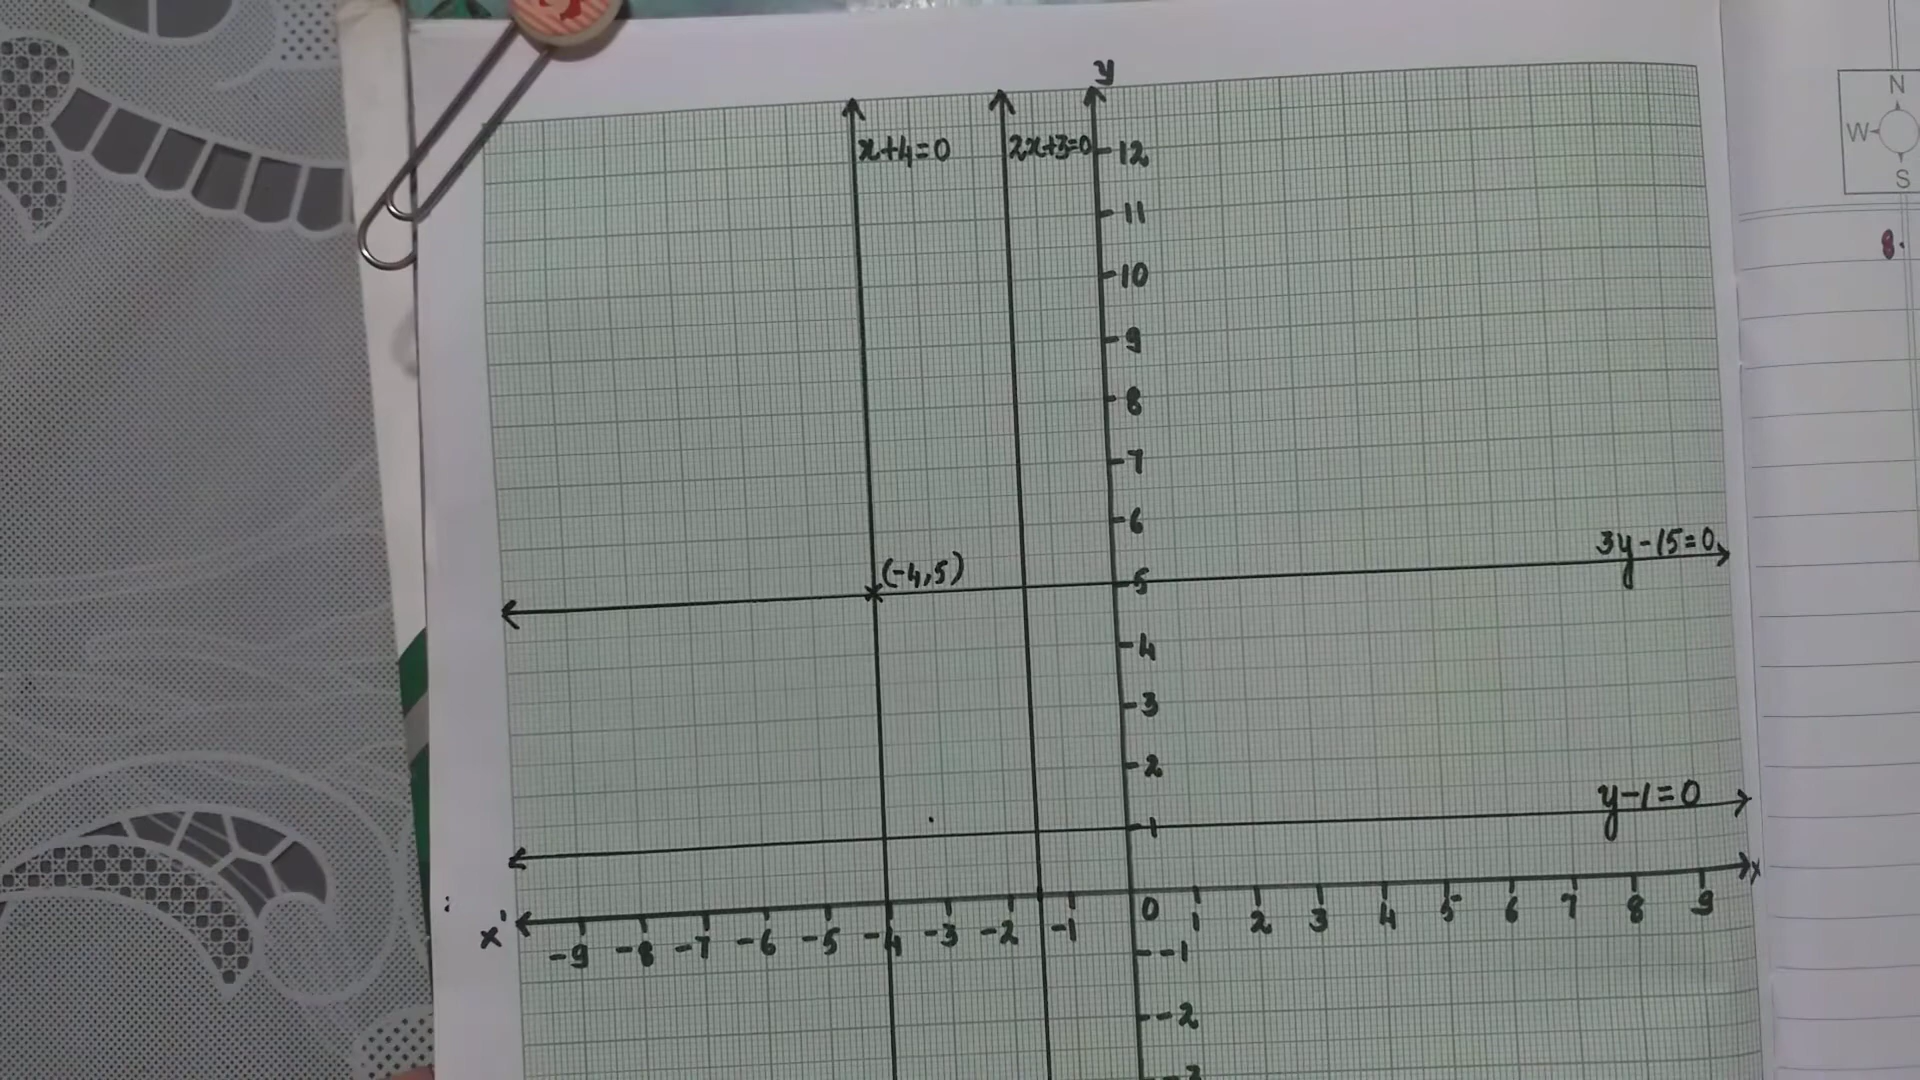 y
x+4=0 2x+3=0 12
11
10
9
8
7
6
3y-15=0
(-4,5)
5
4
3
2
y-1=0
1
x
x' -9 -8 -7 -6 -5 -4 -3 -2 -1 0 1 2 3 4 5 6 7 8 9
-1
-2
N
W
S
8.